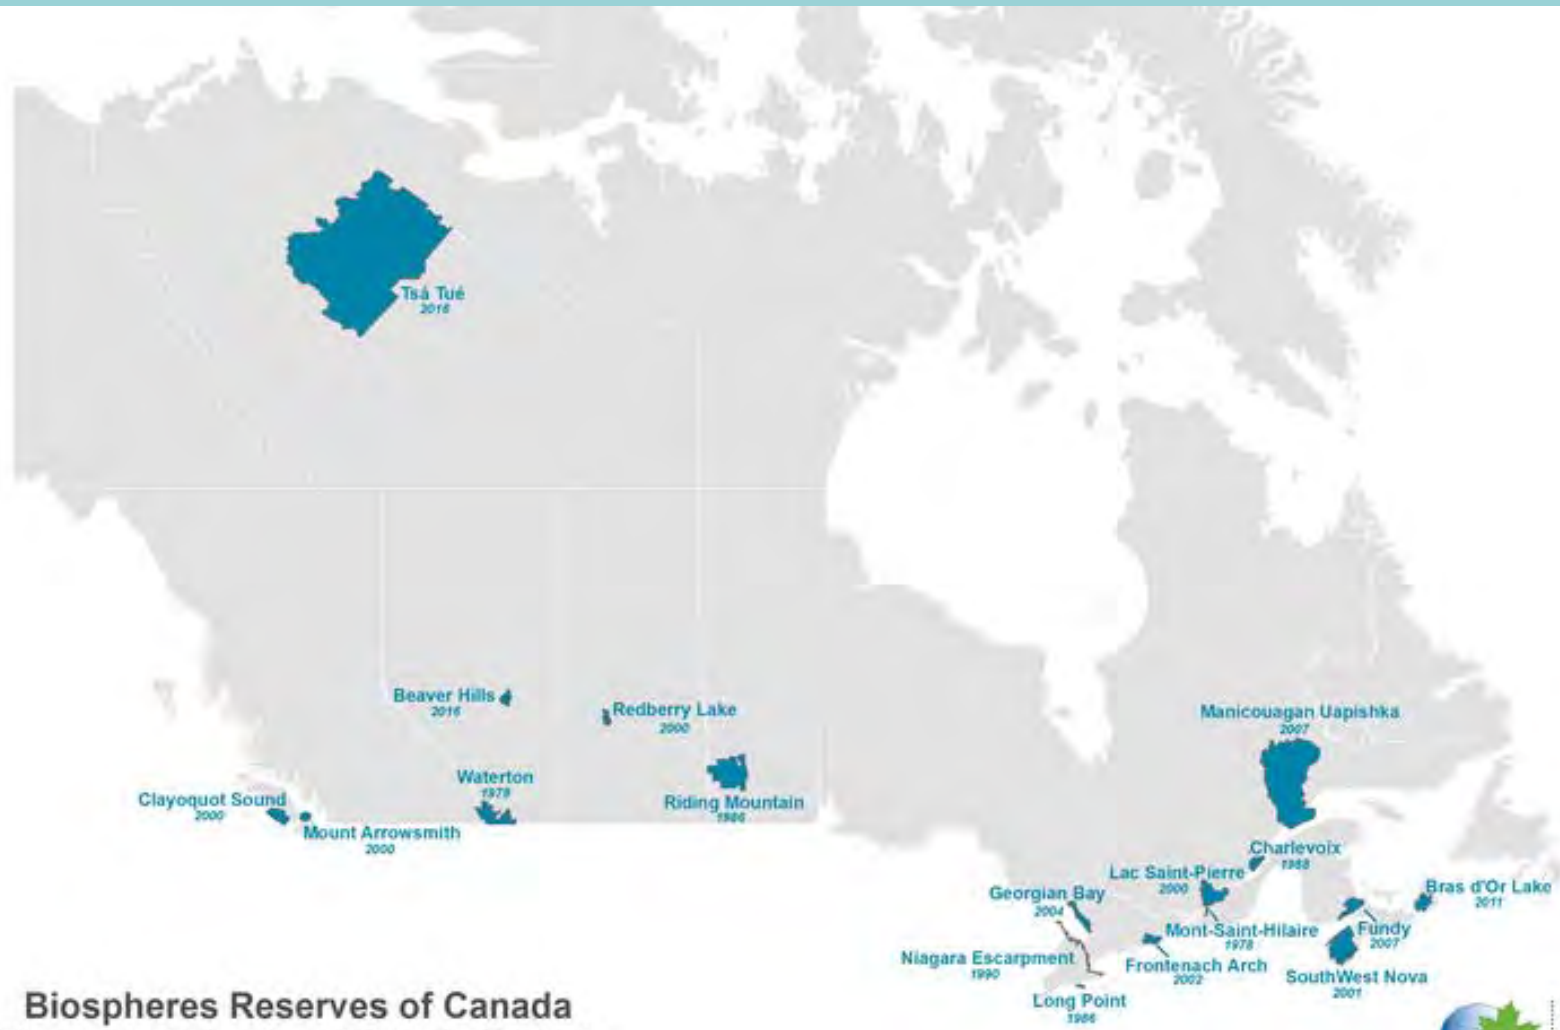 Tsá Tué
2016
Beaver Hills
2016
Redberry Lake
2000
Manicouagan Uapishka
2007
Waterton
1979
Riding Mountain
1986
Clayoquot Sound
2000
Mount Arrowsmith
2000
Charlevoix
1988
Lac Saint-Pierre
2000
Georgian Bay
2004
Bras d'Or Lake
2011
Mont-Saint-Hilaire
1978
Fundy
2007
Niagara Escarpment
1990
Frontenach Arch
2002
SouthWest Nova
2001
Long Point
1986
Biospheres Reserves of Canada